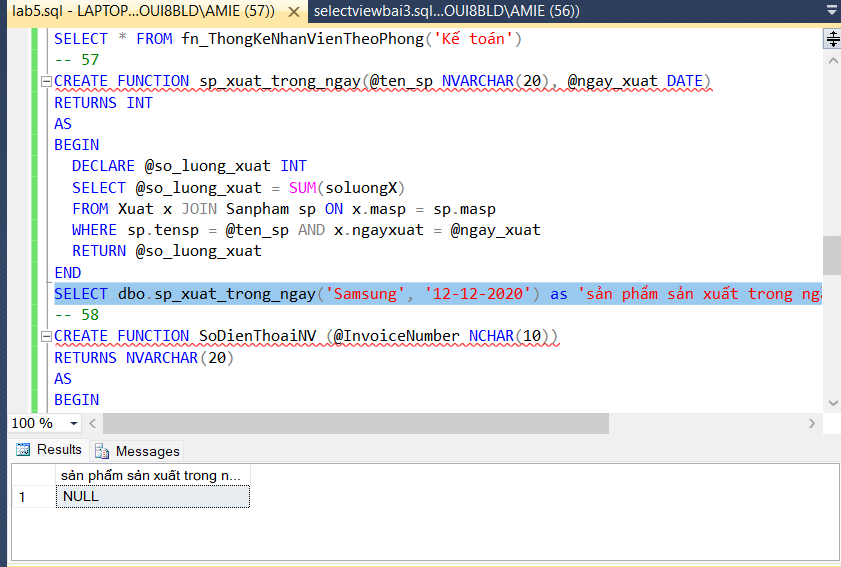 lab5.sql - LAPTOP...OUI8BLD\AMIE (57))
selectviewbai3.sql...OUI8BLD\AMIE (56))
SELECT * FROM fn_ThongKeNhanVienTheoPhong('Kế toán')
-- 57
CREATE FUNCTION sp_xuat_trong_ngay(@ten_sp NVARCHAR(20), @ngay_xuat DATE)
RETURNS INT
AS
BEGIN
DECLARE @so_luong_xuat INT
SELECT @so_luong_xuat = SUM(soluongX)
FROM Xuat x JOIN Sanpham sp ON x.masp = sp.masp
WHERE sp.tensp = @ten_sp AND x.ngayxuat = @ngay_xuat
RETURN @so_luong_xuat
END
SELECT dbo.sp_xuat_trong_ngay('Samsung', '12-12-2020') as 'sản phẩm sản xuất trong
-- 58
CREATE FUNCTION SoDienThoaiNV (@InvoiceNumber NCHAR(10))
RETURNS NVARCHAR(20)
AS
BEGIN
100 %
Results
Messages
sản phẩm sản xuất trong n...
1 NULL